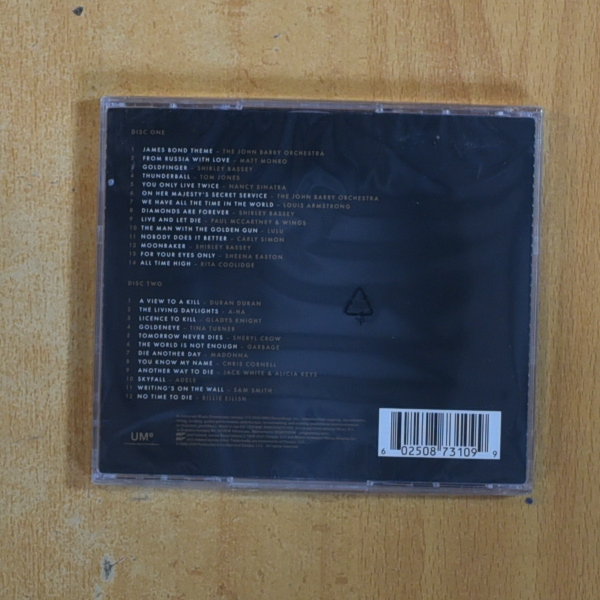 DISC ONE
1 JAMES BOND THEME – THE JOHN BARRY ORCHESTRA
2 FROM RUSSIA WITH LOVE – MATT MONRO
3 GOLDFINGER – SHIRLEY BASSEY
4 THUNDERBALL – TOM JONES
5 YOU ONLY LIVE TWICE – NANCY SINATRA
6 ON HER MAJESTY'S SECRET SERVICE – THE JOHN BARRY ORCHESTRA
7 WE HAVE ALL THE TIME IN THE WORLD – LOUIS ARMSTRONG
8 DIAMONDS ARE FOREVER – SHIRLEY BASSEY
9 LIVE AND LET DIE – PAUL MCCARTNEY & WINGS
10 THE MAN WITH THE GOLDEN GUN – LULU
11 NOBODY DOES IT BETTER – CARLY SIMON
12 MOONRAKER – SHIRLEY BASSEY
13 FOR YOUR EYES ONLY – SHEENA EASTON
14 ALL TIME HIGH – RITA COOLIDGE
DISC TWO
1 A VIEW TO A KILL – DURAN DURAN
2 THE LIVING DAYLIGHTS – A-HA
3 LICENCE TO KILL – GLADYS KNIGHT
4 GOLDENEYE – TINA TURNER
5 TOMORROW NEVER DIES – SHERYL CROW
6 THE WORLD IS NOT ENOUGH – GARBAGE
7 DIE ANOTHER DAY – MADONNA
8 YOU KNOW MY NAME – CHRIS CORNELL
9 ANOTHER WAY TO DIE – JACK WHITE & ALICIA KEYS
10 SKYFALL – ADELE
11 WRITING'S ON THE WALL – SAM SMITH
12 NO TIME TO DIE – BILLIE EILISH
UMe
6 02508 73109 9